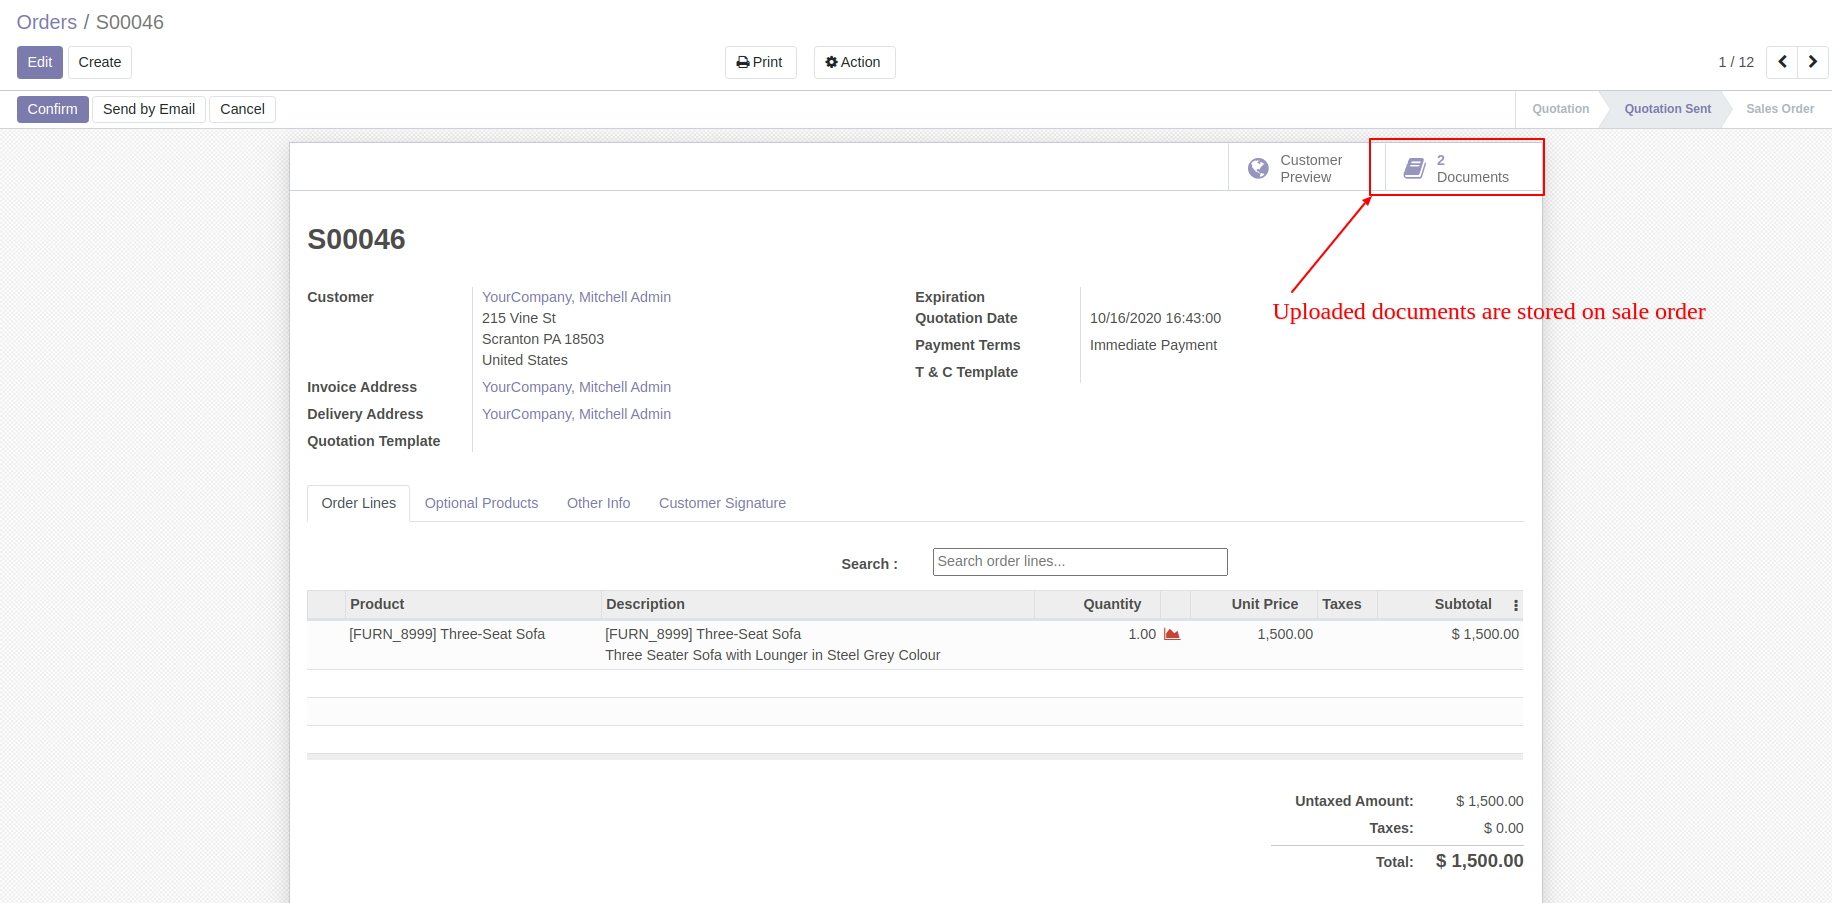 Orders / S00046
Edit Create Print Action 1 / 12
Confirm Send by Email Cancel Quotation Quotation Sent Sales Order
Customer
Preview
2
Documents
S00046
Customer YourCompany, Mitchell Admin
215 Vine St
Scranton PA 18503
United States
Invoice Address YourCompany, Mitchell Admin
Delivery Address YourCompany, Mitchell Admin
Quotation Template
Expiration
Quotation Date 10/16/2020 16:43:00
Payment Terms Immediate Payment
T & C Template
Uploaded documents are stored on sale order
Order Lines Optional Products Other Info Customer Signature
Search : Search order lines...
Product Description Quantity Unit Price Taxes Subtotal
[FURN_8999] Three-Seat Sofa [FURN_8999] Three-Seat Sofa 1.00 1,500.00 $ 1,500.00
Three Seater Sofa with Lounger in Steel Grey Colour
Untaxed Amount: $ 1,500.00
Taxes: $ 0.00
Total: $ 1,500.00